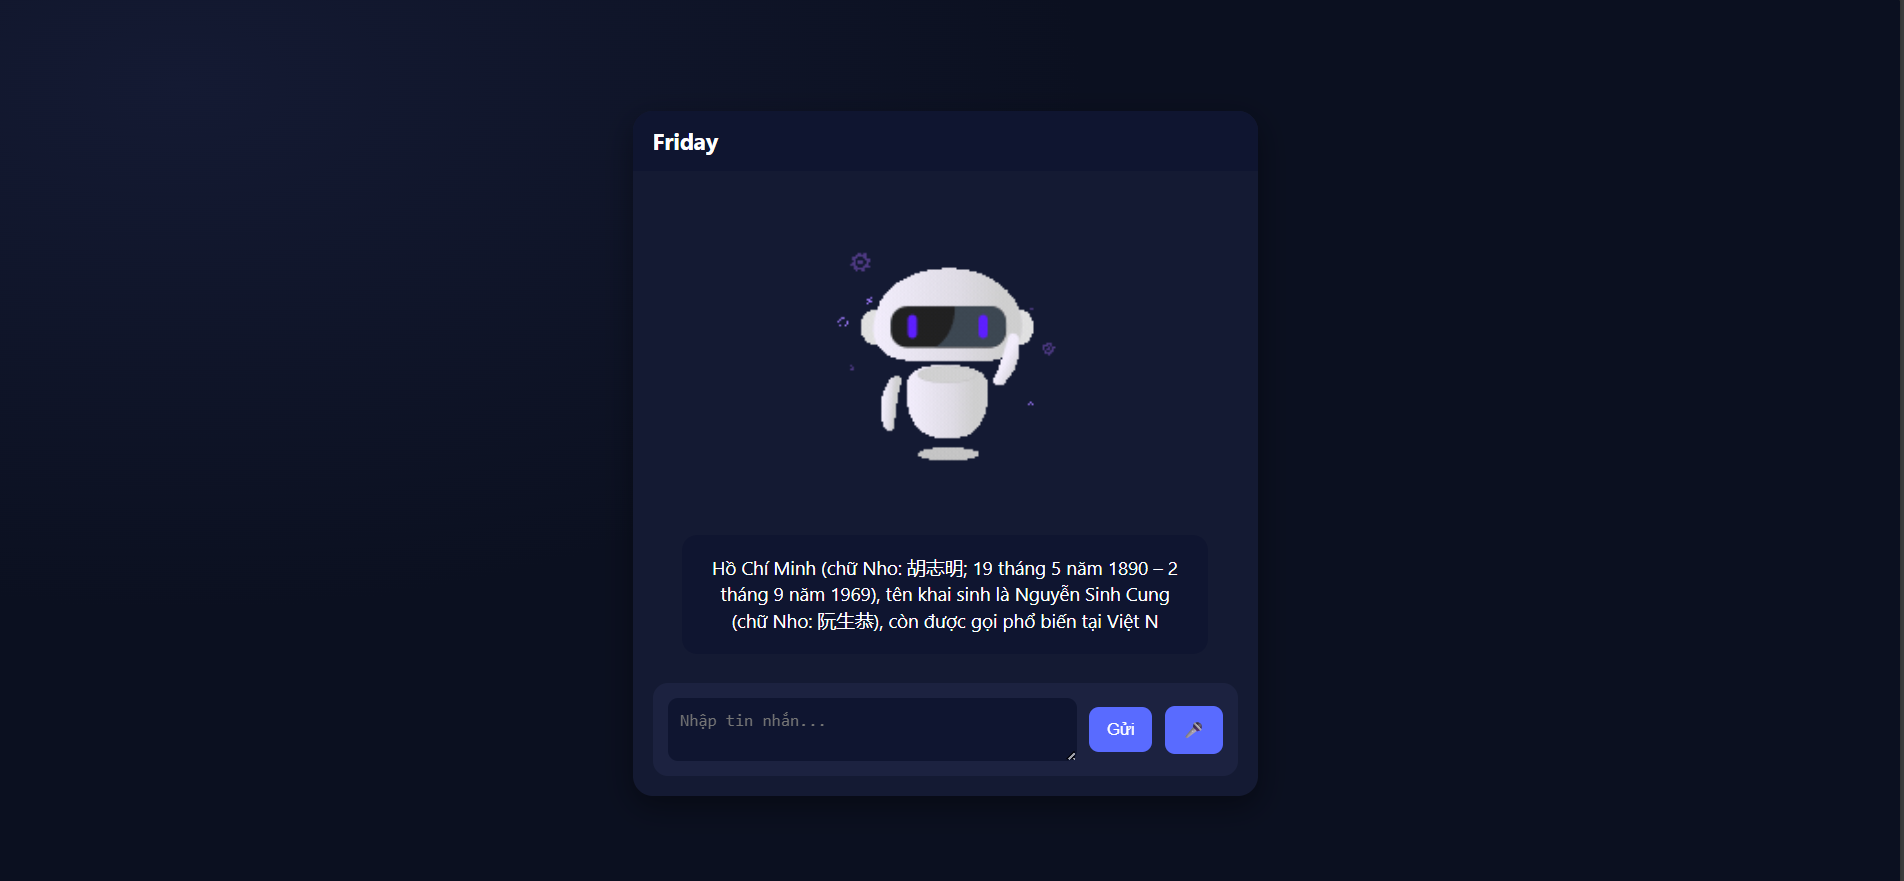 Friday
Hồ Chí Minh (chữ Nho: 胡志明; 19 tháng 5 năm 1890 – 2
tháng 9 năm 1969), tên khai sinh là Nguyễn Sinh Cung
(chữ Nho: 阮生恭), còn được gọi phổ biến tại Việt N
Nhập tin nhắn...
Gửi